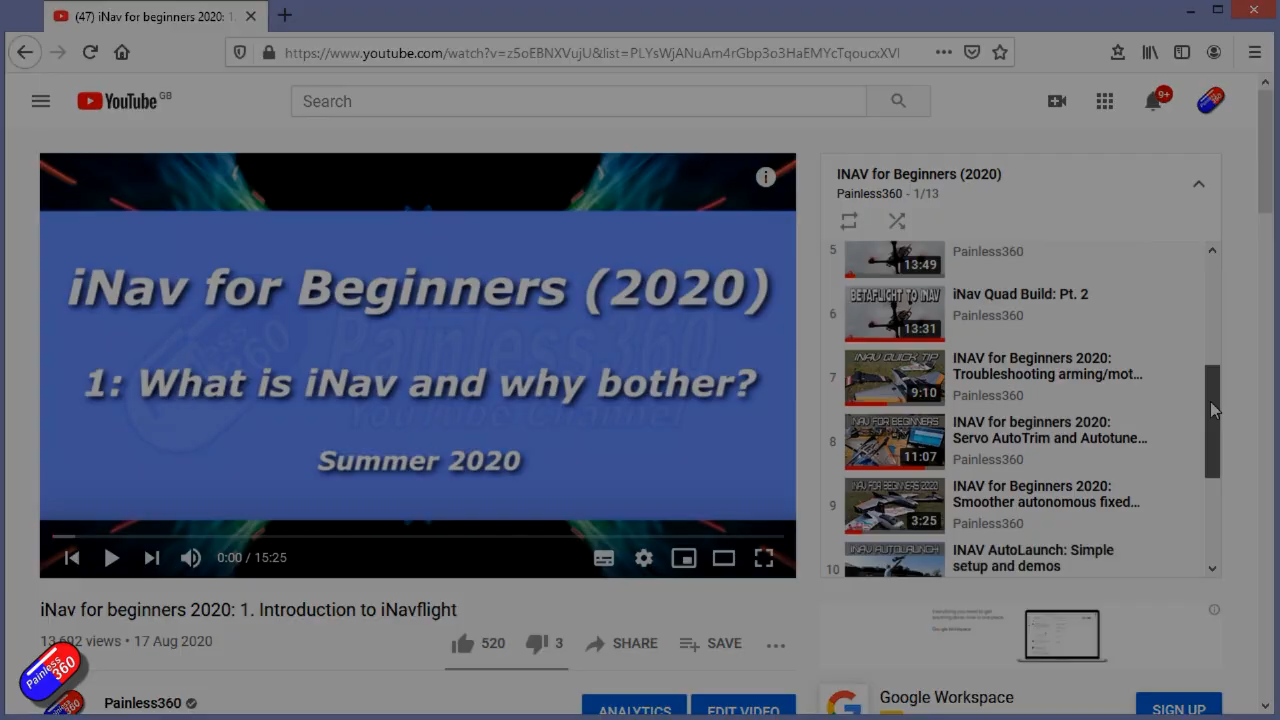 (47) iNav for beginners 2020: 1.
https://www.youtube.com/watch?v=z5oEBNXVujU&list=PLYsWjANuAm4rGbp3o3HaEMYcTqoucxXVl
YouTube GB
Search
9+
iNav for Beginners (2020)
1: What is iNav and why bother?
Summer 2020
0:00 / 15:25
INAV for Beginners (2020)
Painless360 - 1/13
5
13:49
Painless360
6
BETAFLIGHT TO INAV
13:31
iNav Quad Build: Pt. 2
Painless360
7
INAV QUICK TIP
9:10
INAV for Beginners 2020:
Troubleshooting arming/mot...
Painless360
8
INAV FOR BEGINNERS
11:07
INAV for beginners 2020:
Servo AutoTrim and Autotune...
Painless360
9
INAV FOR BEGINNERS 2020
3:25
INAV for Beginners 2020:
Smoother autonomous fixed...
Painless360
10
INAV AUTOLAUNCH
INAV AutoLaunch: Simple
setup and demos
iNav for beginners 2020: 1. Introduction to iNavflight
13,602 views • 17 Aug 2020
520
3
SHARE
SAVE
Painless360
Painless360
ANALYTICS
EDIT VIDEO
Google Workspace
Google Workspace
SIGN UP